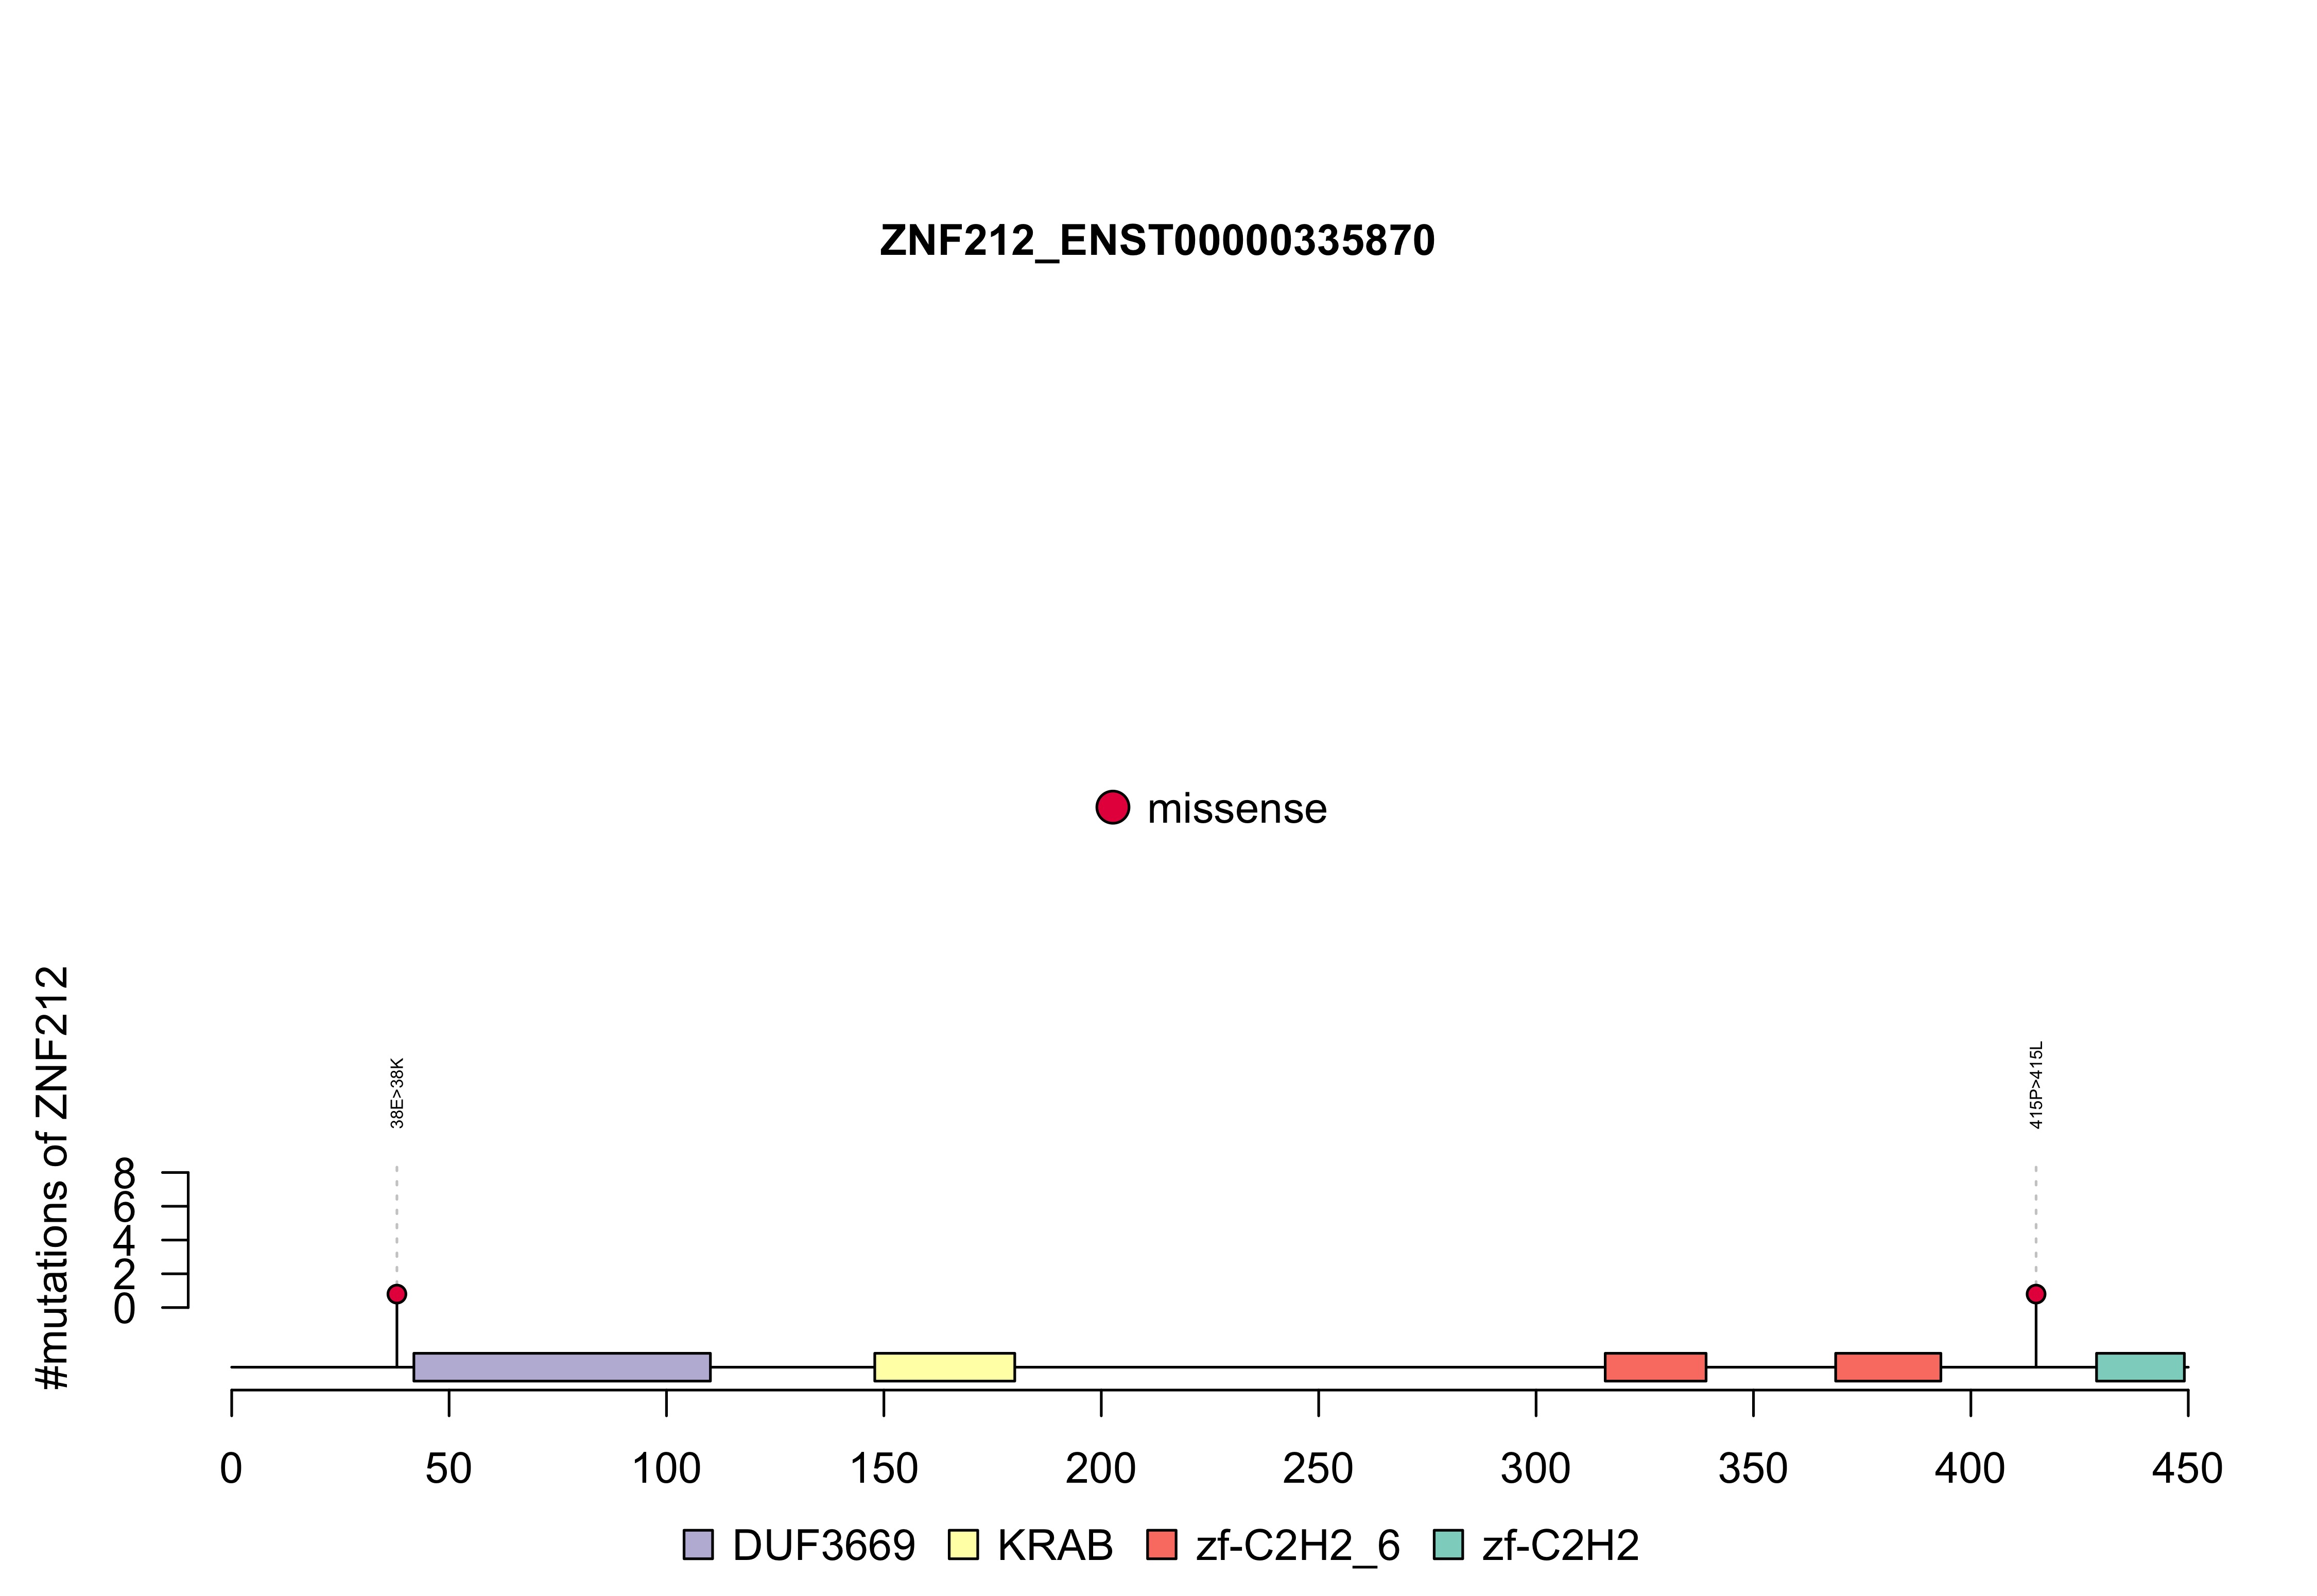 ZNF212_ENST00000335870
missense
#mutations of ZNF212
38E>38K
415P>415L
8
6
4
2
0
0 50 100 150 200 250 300 350 400 450
DUF3669 KRAB zf-C2H2_6 zf-C2H2